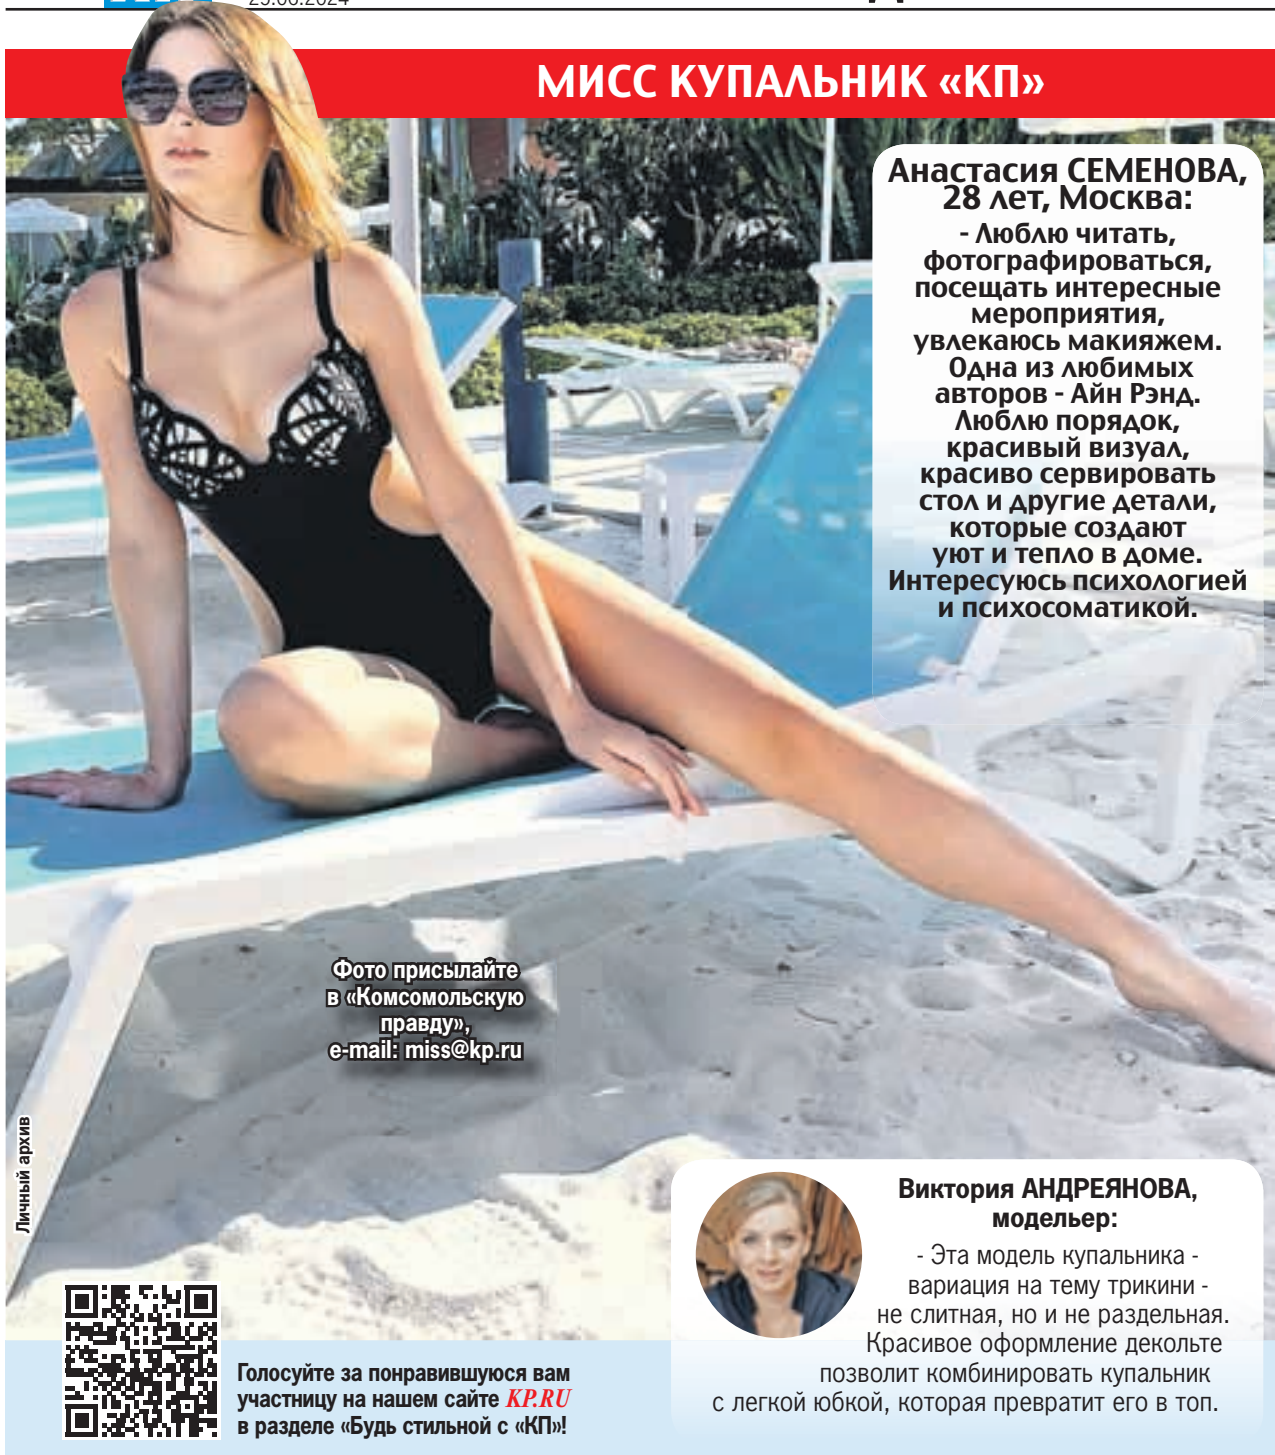 МИСС КУПАЛЬНИК «КП»
Анастасия СЕМЕНОВА,
28 лет, Москва:
- Люблю читать,
фотографироваться,
посещать интересные
мероприятия,
увлекаюсь макияжем.
Одна из любимых
авторов - Айн Рэнд.
Люблю порядок,
красивый визуал,
красиво сервировать
стол и другие детали,
которые создают
уют и тепло в доме.
Интересуюсь психологией
и психосоматикой.
Фото присылайте
в «Комсомольскую
правду»,
e-mail: miss@kp.ru
Личный архив
Виктория АНДРЕЯНОВА,
модельер:
- Эта модель купальника -
вариация на тему трикини -
не слитная, но и не раздельная.
Красивое оформление декольте
позволит комбинировать купальник
с легкой юбкой, которая превратит его в топ.
Голосуйте за понравившуюся вам
участницу на нашем сайте KP.RU
в разделе «Будь стильной с «КП»!